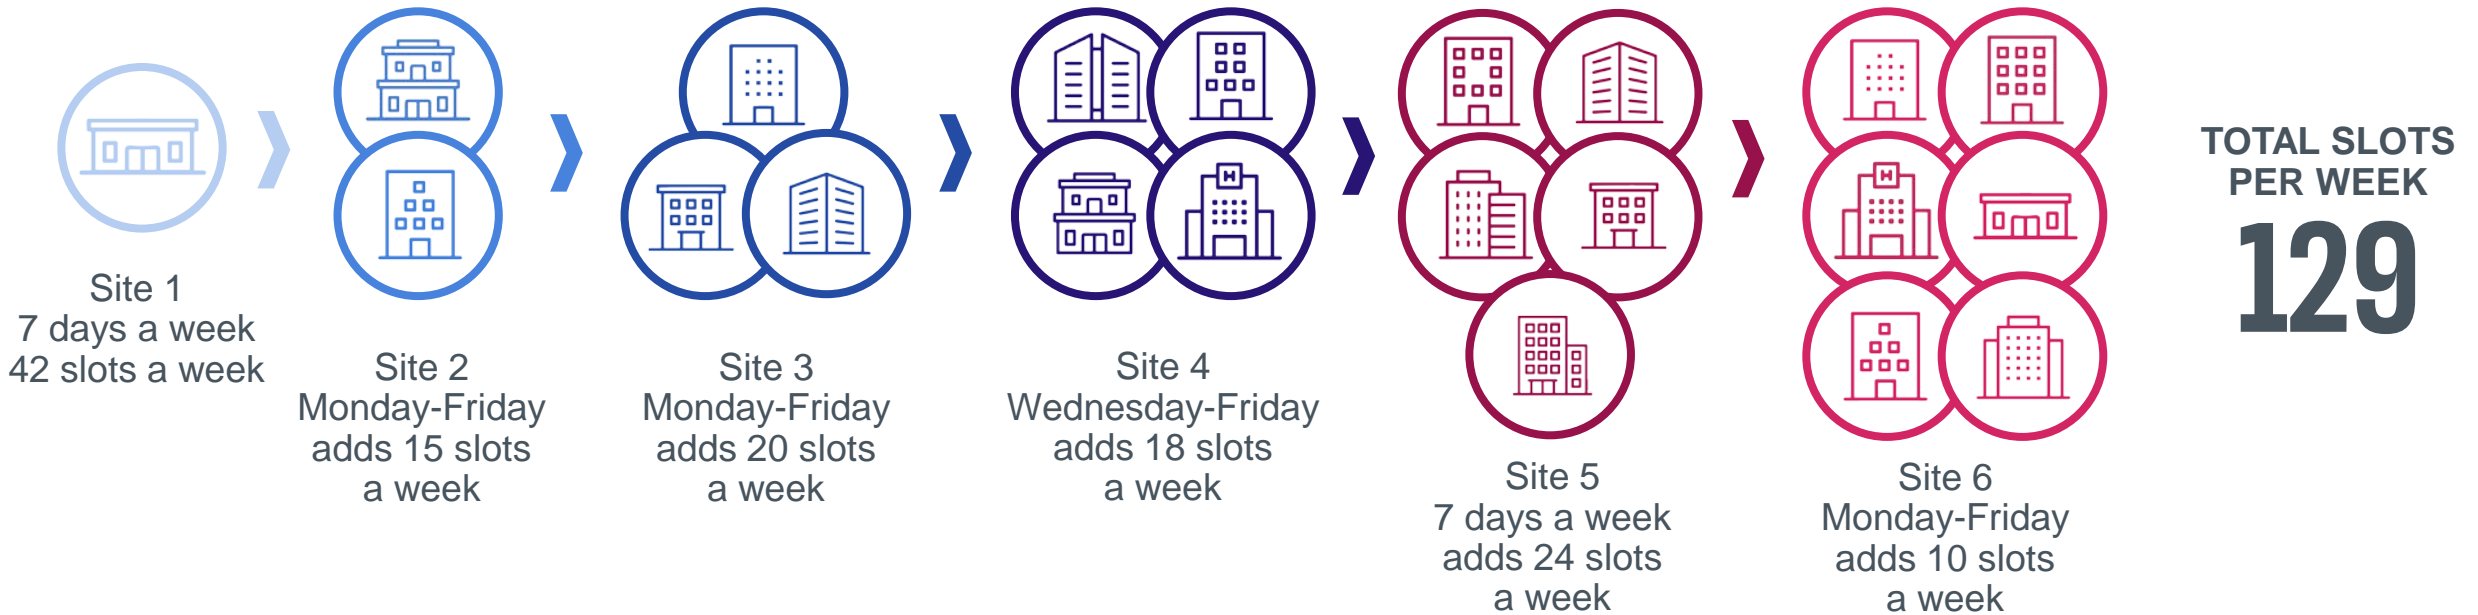 Site 1
7 days a week
42 slots a week
Site 2
Monday-Friday
adds 15 slots
a week
Site 3
Monday-Friday
adds 20 slots
a week
H
Site 4
Wednesday-Friday
adds 18 slots
a week
Site 5
7 days a week
adds 24 slots
a week
H
Site 6
Monday-Friday
adds 10 slots
a week
TOTAL SLOTS
PER WEEK
129